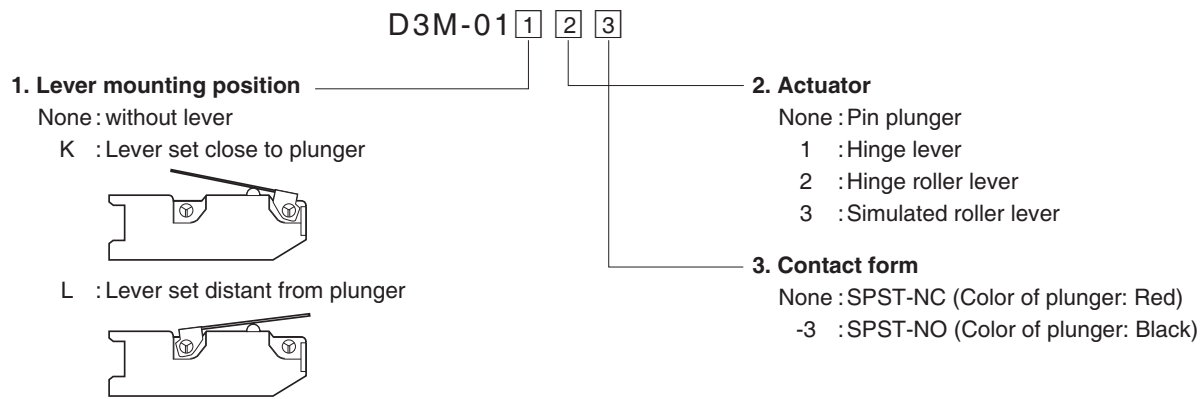 D3M-01 1 2 3
1. Lever mounting position
None : without lever
K : Lever set close to plunger
L : Lever set distant from plunger
2. Actuator
None : Pin plunger
1 : Hinge lever
2 : Hinge roller lever
3 : Simulated roller lever
3. Contact form
None : SPST-NC (Color of plunger: Red)
-3 : SPST-NO (Color of plunger: Black)